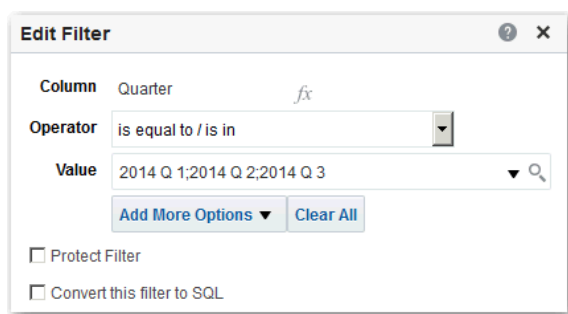 Edit Filter ? ×
Column Quarter fx
Operator is equal to / is in
Value 2014 Q 1;2014 Q 2;2014 Q 3
Add More Options Clear All
Protect Filter
Convert this filter to SQL